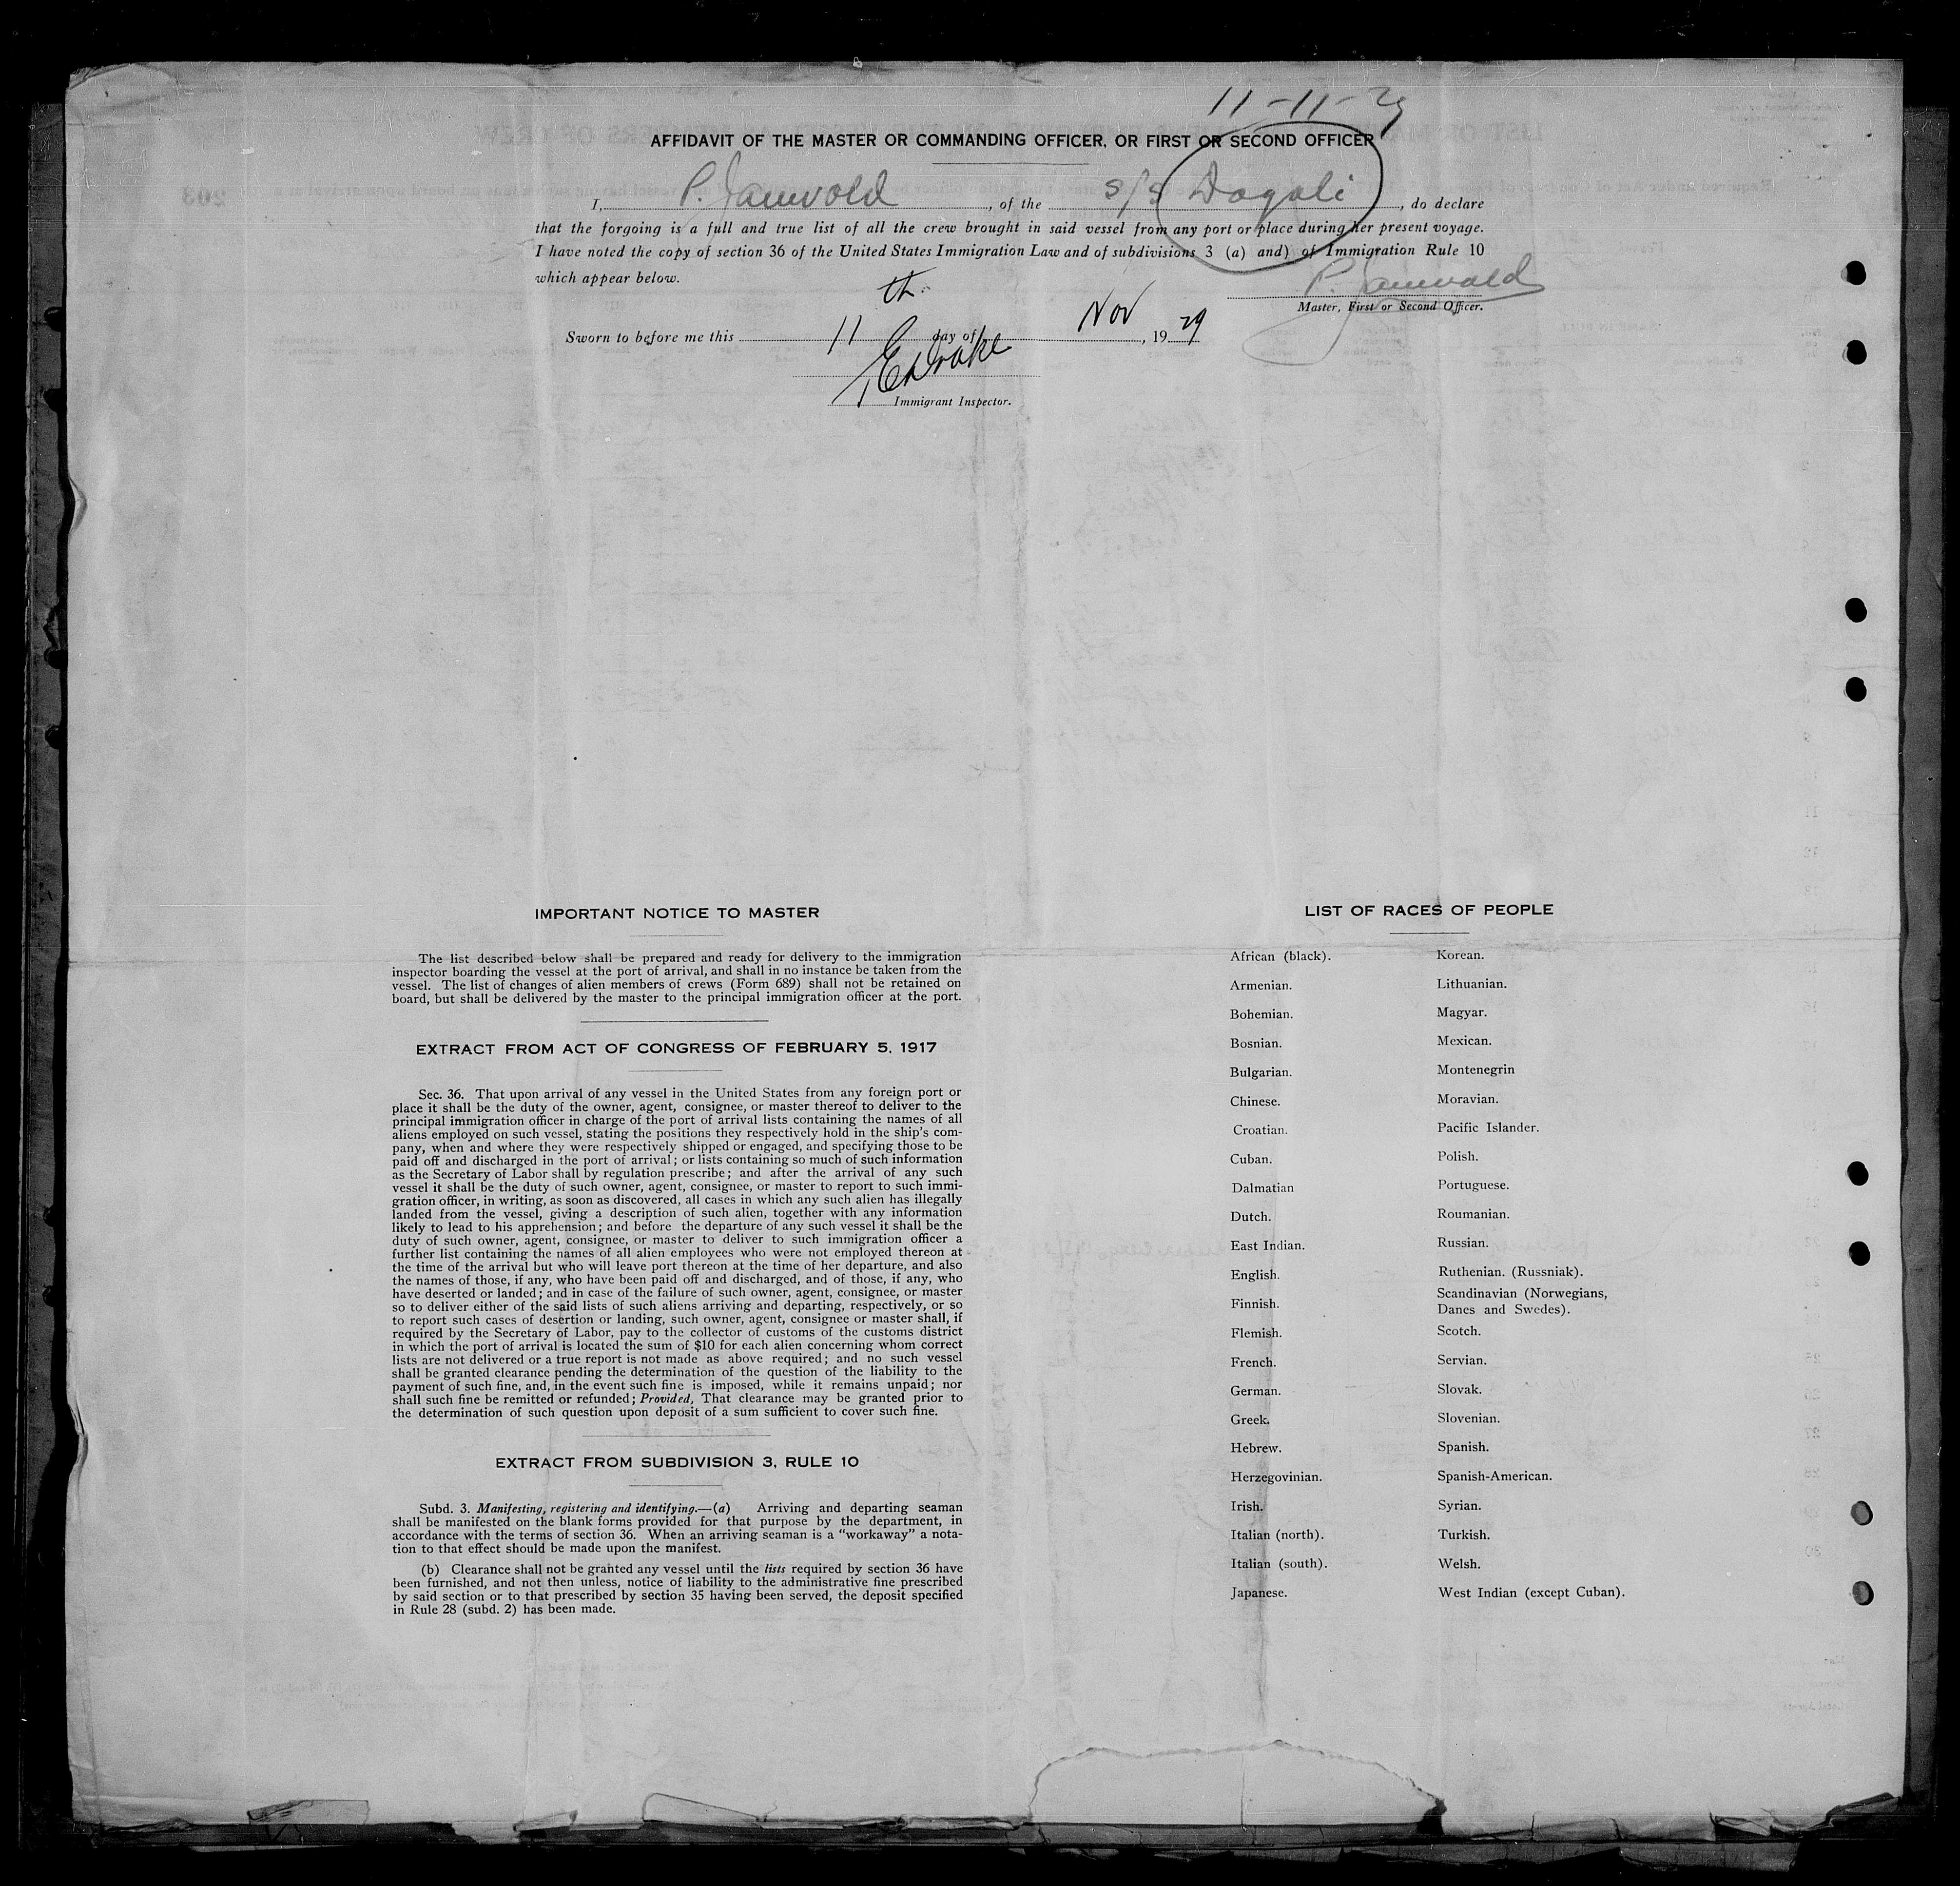 11-11-29
AFFIDAVIT OF THE MASTER OR COMMANDING OFFICER, OR FIRST OR SECOND OFFICER
I, P. , of the s/s Dagali, do declare
that the forgoing is a full and true list of all the crew brought in said vessel from any port or place during her present voyage.
I have noted the copy of section 36 of the United States Immigration Law and of subdivisions 3 (a) and) of Immigration Rule 10
which appear below.
P.
Master, First or Second Officer.
th
Sworn to before me this 11 day of Nov, 19 29
Drake
Immigrant Inspector.
IMPORTANT NOTICE TO MASTER
The list described below shall be prepared and ready for delivery to the immigration
inspector boarding the vessel at the port of arrival, and shall in no instance be taken from the
vessel. The list of changes of alien members of crews (Form 689) shall not be retained on
board, but shall be delivered by the master to the principal immigration officer at the port.
EXTRACT FROM ACT OF CONGRESS OF FEBRUARY 5, 1917
Sec. 36. That upon arrival of any vessel in the United States from any foreign port or
place it shall be the duty of the owner, agent, consignee, or master thereof to deliver to the
principal immigration officer in charge of the port of arrival lists containing the names of all
aliens employed on such vessel, stating the positions they respectively hold in the ship's com-
pany, when and where they were respectively shipped or engaged, and specifying those to be
paid off and discharged in the port of arrival; or lists containing so much of such information
as the Secretary of Labor shall by regulation prescribe; and after the arrival of any such
vessel it shall be the duty of such owner, agent, consignee, or master to report to such immi-
gration officer, in writing, as soon as discovered, all cases in which any such alien has illegally
landed from the vessel, giving a description of such alien, together with any information
likely to lead to his apprehension; and before the departure of any such vessel it shall be the
duty of such owner, agent, consignee, or master to deliver to such immigration officer a
further list containing the names of all alien employees who were not employed thereon at
the time of the arrival but who will leave port thereon at the time of her departure, and also
the names of those, if any, who have been paid off and discharged, and of those, if any, who
have deserted or landed; and in case of the failure of such owner, agent, consignee, or master
so to deliver either of the said lists of such aliens arriving and departing, respectively, or so
to report such cases of desertion or landing, such owner, agent, consignee or master shall, if
required by the Secretary of Labor, pay to the collector of customs of the customs district
in which the port of arrival is located the sum of $10 for each alien concerning whom correct
lists are not delivered or a true report is not made as above required; and no such vessel
shall be granted clearance pending the determination of the question of the liability to the
payment of such fine, and, in the event such fine is imposed, while it remains unpaid; nor
shall such fine be remitted or refunded; Provided, That clearance may be granted prior to
the determination of such question upon deposit of a sum sufficient to cover such fine.
EXTRACT FROM SUBDIVISION 3, RULE 10
Subd. 3. Manifesting, registering and identifying.—(a) Arriving and departing seaman
shall be manifested on the blank forms provided for that purpose by the department, in
accordance with the terms of section 36. When an arriving seaman is a "workaway" a nota-
tion to that effect should be made upon the manifest.
(b) Clearance shall not be granted any vessel until the lists required by section 36 have
been furnished, and not then unless, notice of liability to the administrative fine prescribed
by said section or to that prescribed by section 35 having been served, the deposit specified
in Rule 28 (subd. 2) has been made.
LIST OF RACES OF PEOPLE
African (black).
Armenian.
Bohemian.
Bosnian.
Bulgarian.
Chinese.
Croatian.
Cuban.
Dalmatian
Dutch.
East Indian.
English.
Finnish.
Flemish.
French.
German.
Greek.
Hebrew.
Herzegovinian.
Irish.
Italian (north).
Italian (south).
Japanese.
Korean.
Lithuanian.
Magyar.
Mexican.
Montenegrin
Moravian.
Pacific Islander.
Polish.
Portuguese.
Roumanian.
Russian.
Ruthenian. (Russniak).
Scandinavian (Norwegians,
Danes and Swedes).
Scotch.
Servian.
Slovak.
Slovenian.
Spanish.
Spanish-American.
Syrian.
Turkish.
Welsh.
West Indian (except Cuban).